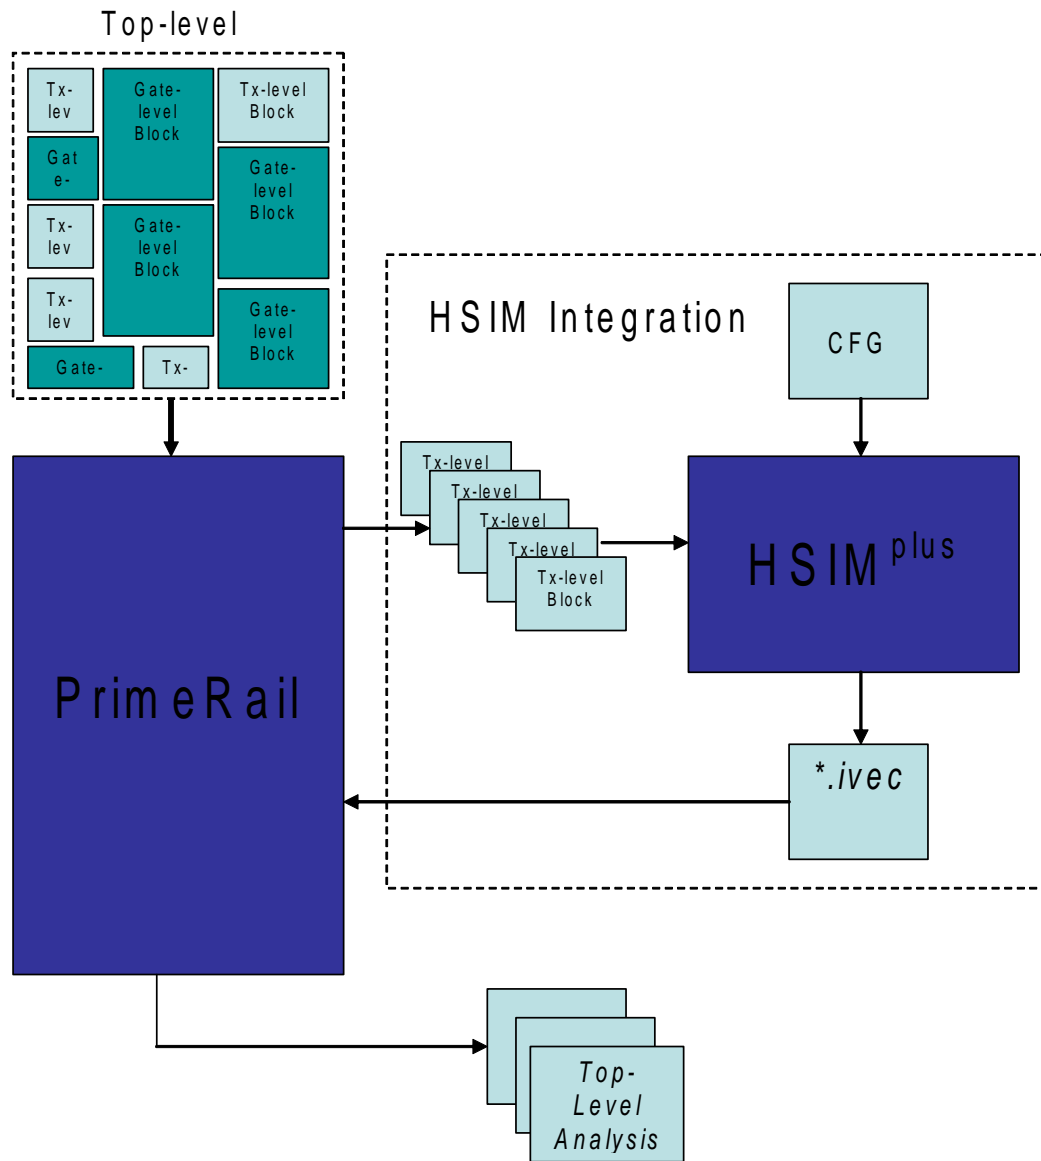 Top-level
Tx-
lev
Gate-
level
Block
Tx-level
Block
Gat
e-
Gate-
level
Block
Tx-
lev
Gate-
level
Block
Tx-
lev
Gate-
level
Block
Gate-
Tx-
HSIM Integration
CFG
Tx-level
Tx-level
Tx-level
Tx-level
Tx-level
Block
HSIM plus
PrimeRail
*.ivec
Top-
Level
Analysis